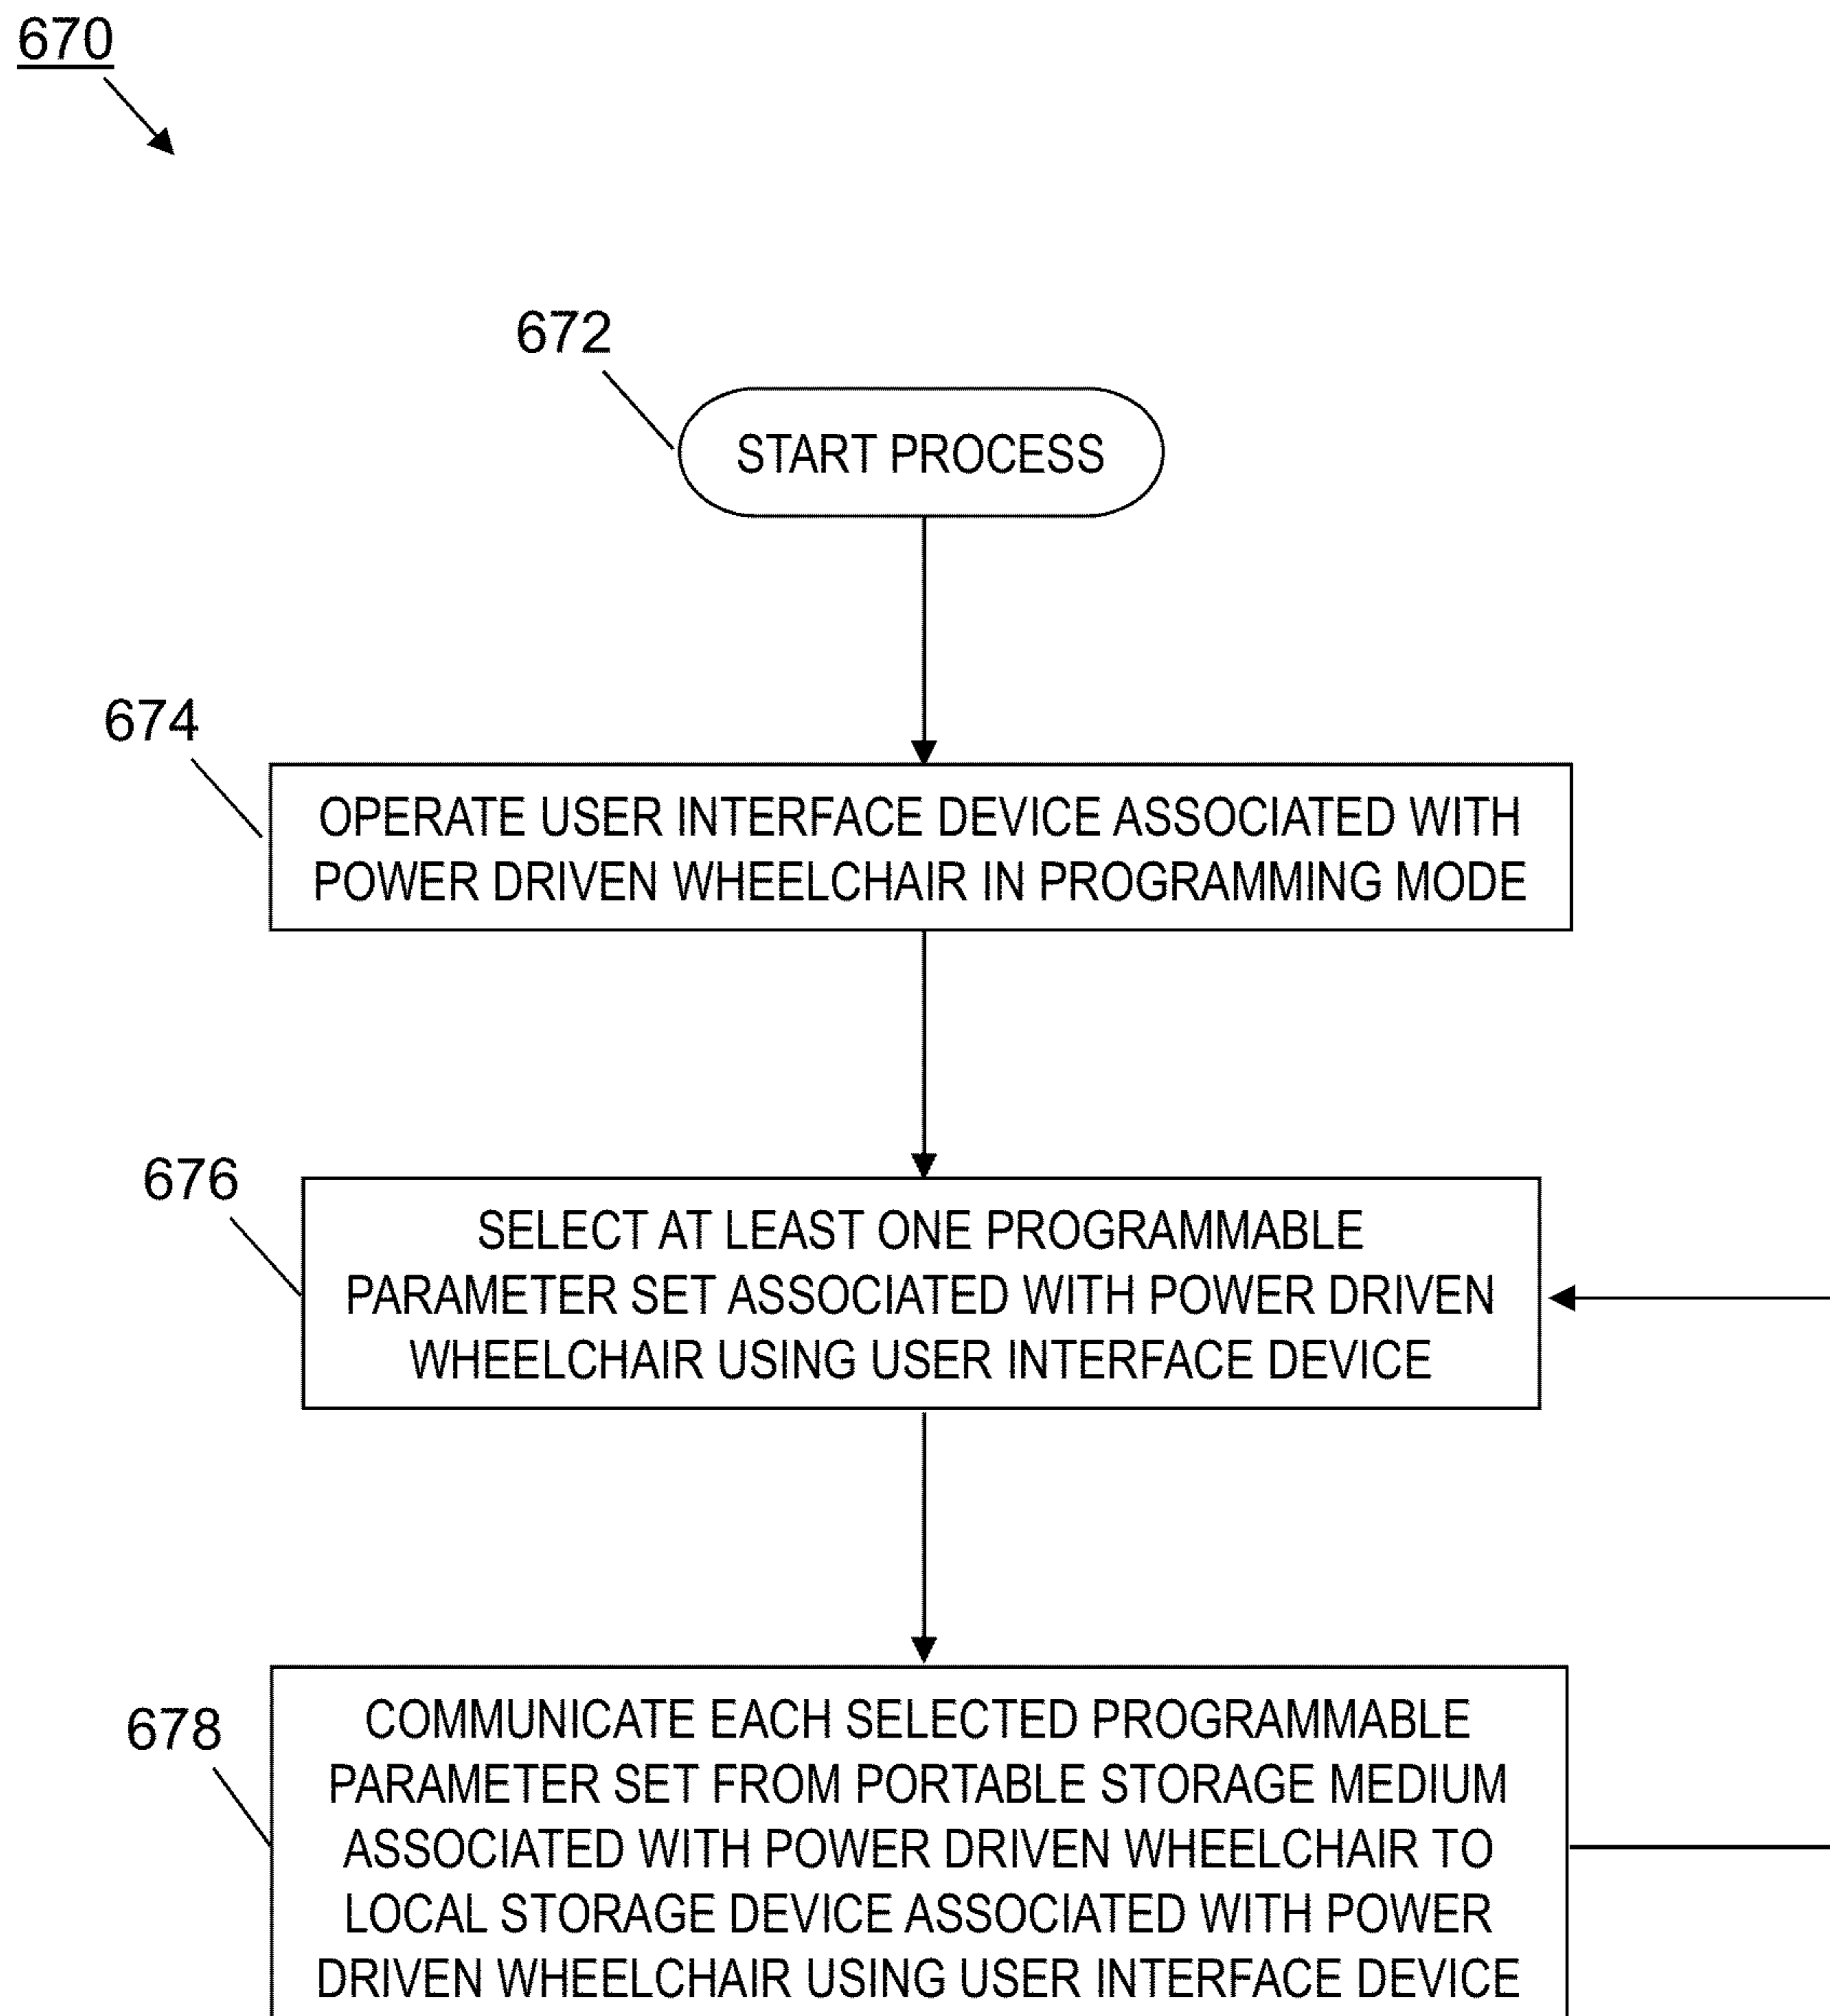 670
672
START PROCESS
674
OPERATE USER INTERFACE DEVICE ASSOCIATED WITH
POWER DRIVEN WHEELCHAIR IN PROGRAMMING MODE
676
SELECT AT LEAST ONE PROGRAMMABLE
PARAMETER SET ASSOCIATED WITH POWER DRIVEN
WHEELCHAIR USING USER INTERFACE DEVICE
678
COMMUNICATE EACH SELECTED PROGRAMMABLE
PARAMETER SET FROM PORTABLE STORAGE MEDIUM
ASSOCIATED WITH POWER DRIVEN WHEELCHAIR TO
LOCAL STORAGE DEVICE ASSOCIATED WITH POWER
DRIVEN WHEELCHAIR USING USER INTERFACE DEVICE